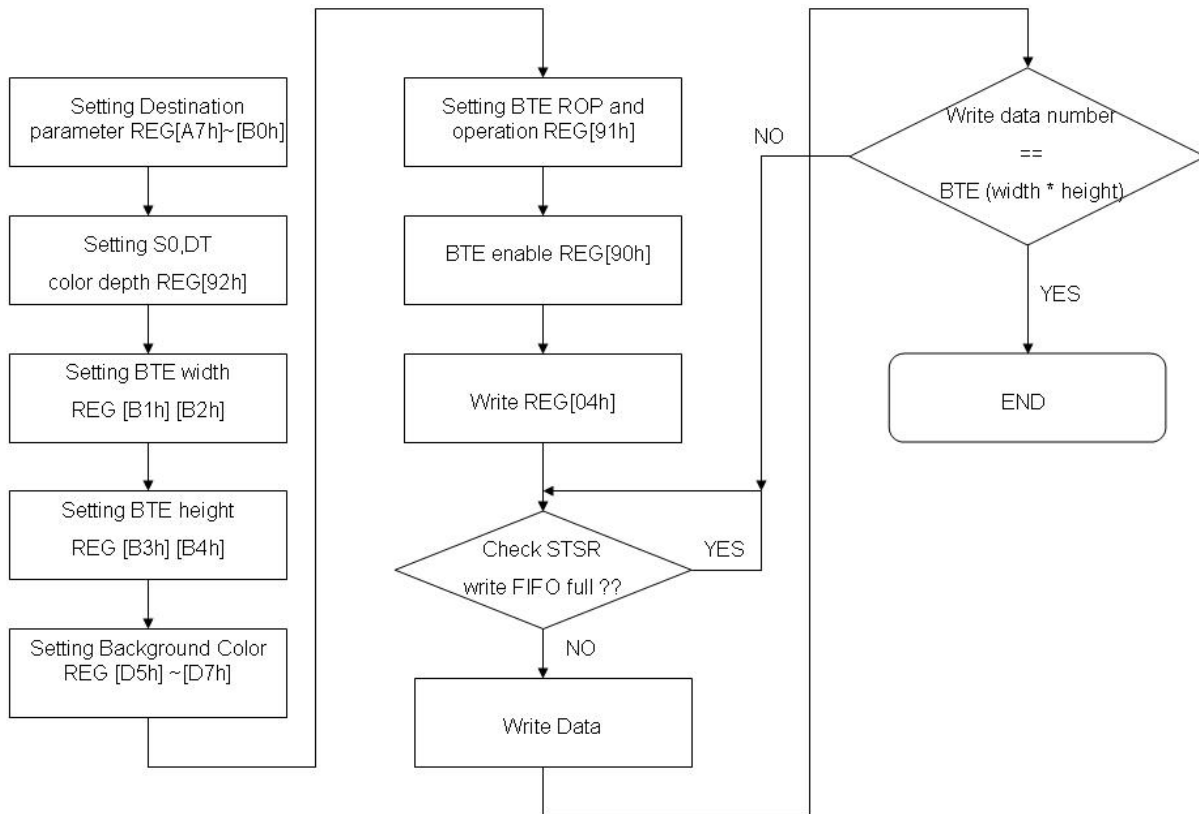 Setting Destination
parameter REG[A7h]~[B0h]
Setting S0,DT
color depth REG[92h]
Setting BTE width
REG [B1h] [B2h]
Setting BTE height
REG [B3h] [B4h]
Setting Background Color
REG [D5h] ~[D7h]
Setting BTE ROP and
operation REG[91h]
BTE enable REG[90h]
Write REG[04h]
Check STSR
write FIFO full ??
YES
NO
Write Data
Write data number
==
BTE (width * height)
NO
YES
END